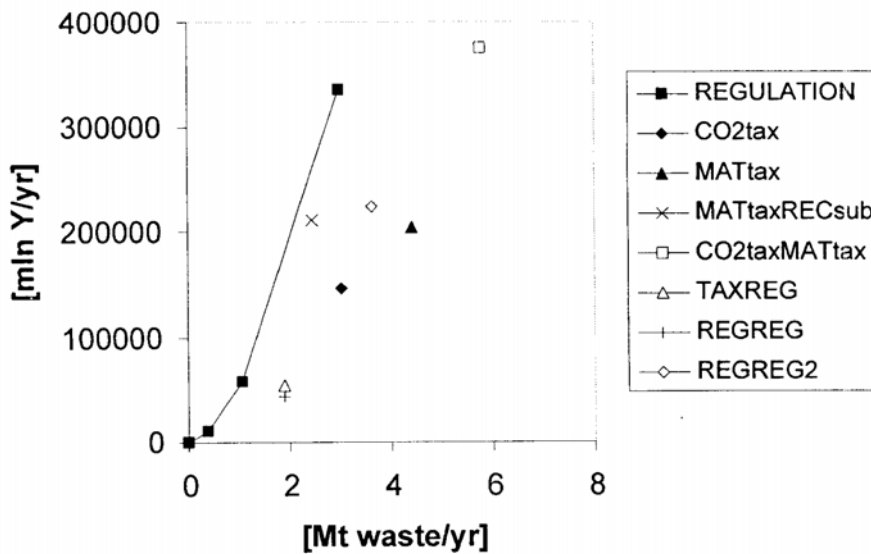 400000
300000
200000
100000
0
[mln Y/yr]
0 2 4 6 8
[Mt waste/yr]
REGULATION
CO2tax
MATtax
MATtaxRECsub
CO2taxMATtax
TAXREG
REGREG
REGREG2